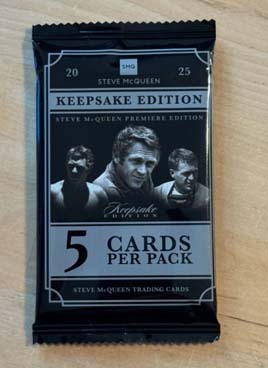 SMQ
20 25
STEVE MCQUEEN
KEEPSAKE EDITION
STEVE MCQUEEN PREMIERE EDITION
Keepsake
EDITION
5 CARDS
PER PACK
STEVE MCQUEEN TRADING CARDS